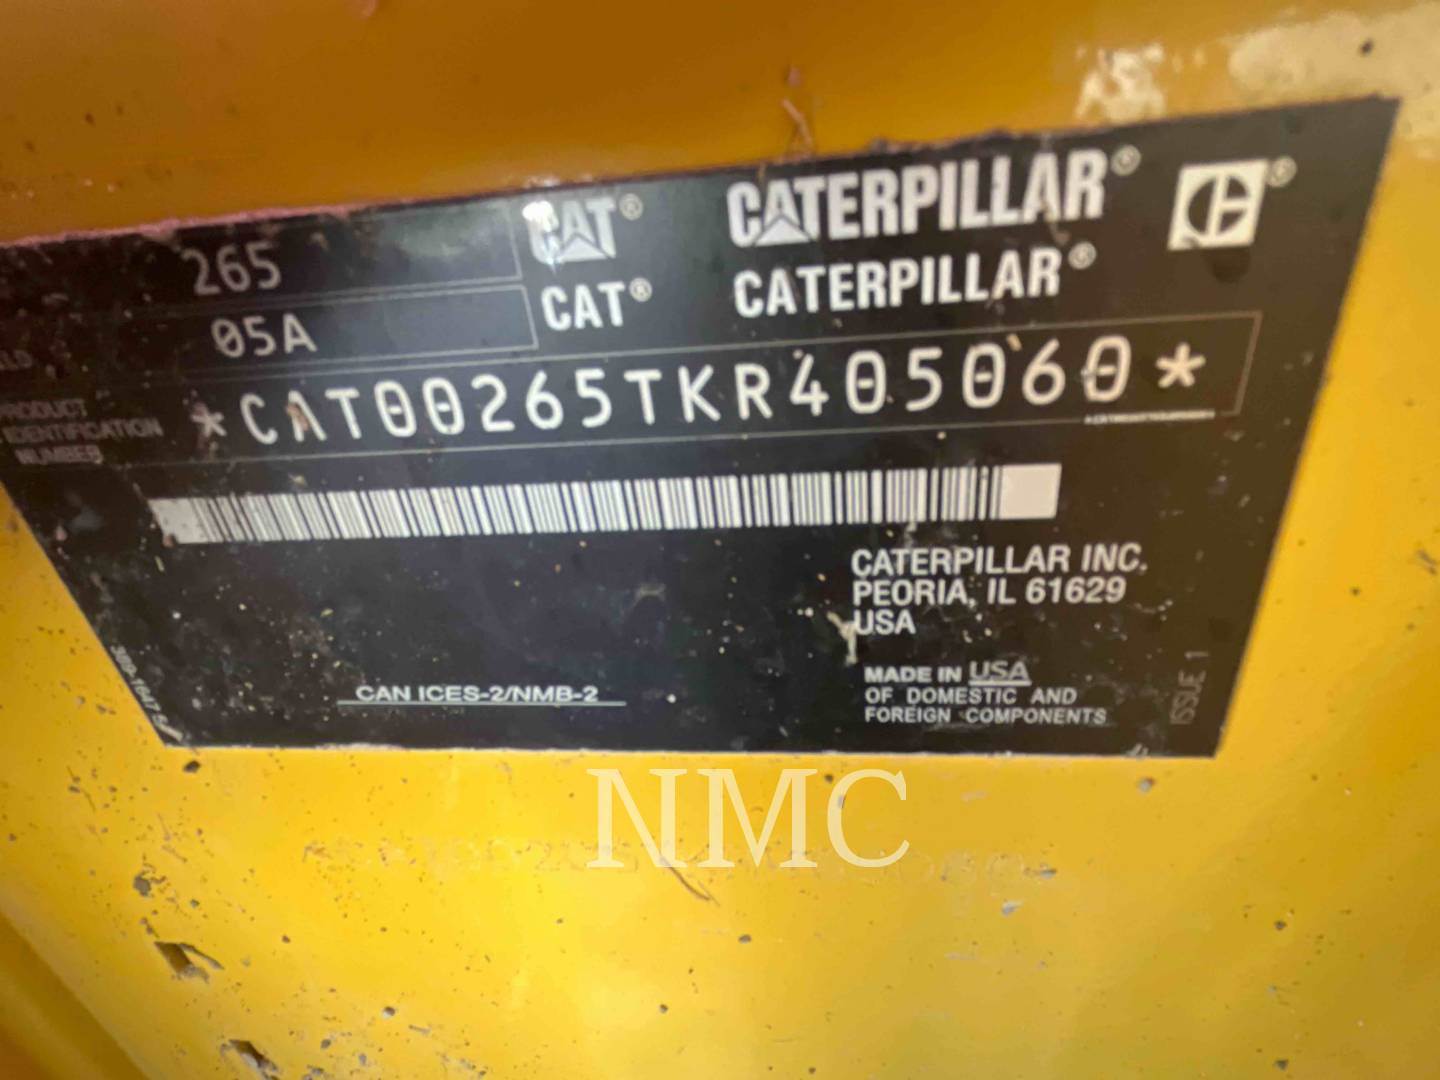 265
CAT® CATERPILLAR®
05A
CAT® CATERPILLAR®
PRODUCT
IDENTIFICATION
NUMBER
*CAT00265TKR405060*
CATERPILLAR INC.
PEORIA, IL 61629
USA
MADE IN USA
OF DOMESTIC AND
FOREIGN COMPONENTS
CAN ICES-2/NMB-2
ISSUE 1
NMC